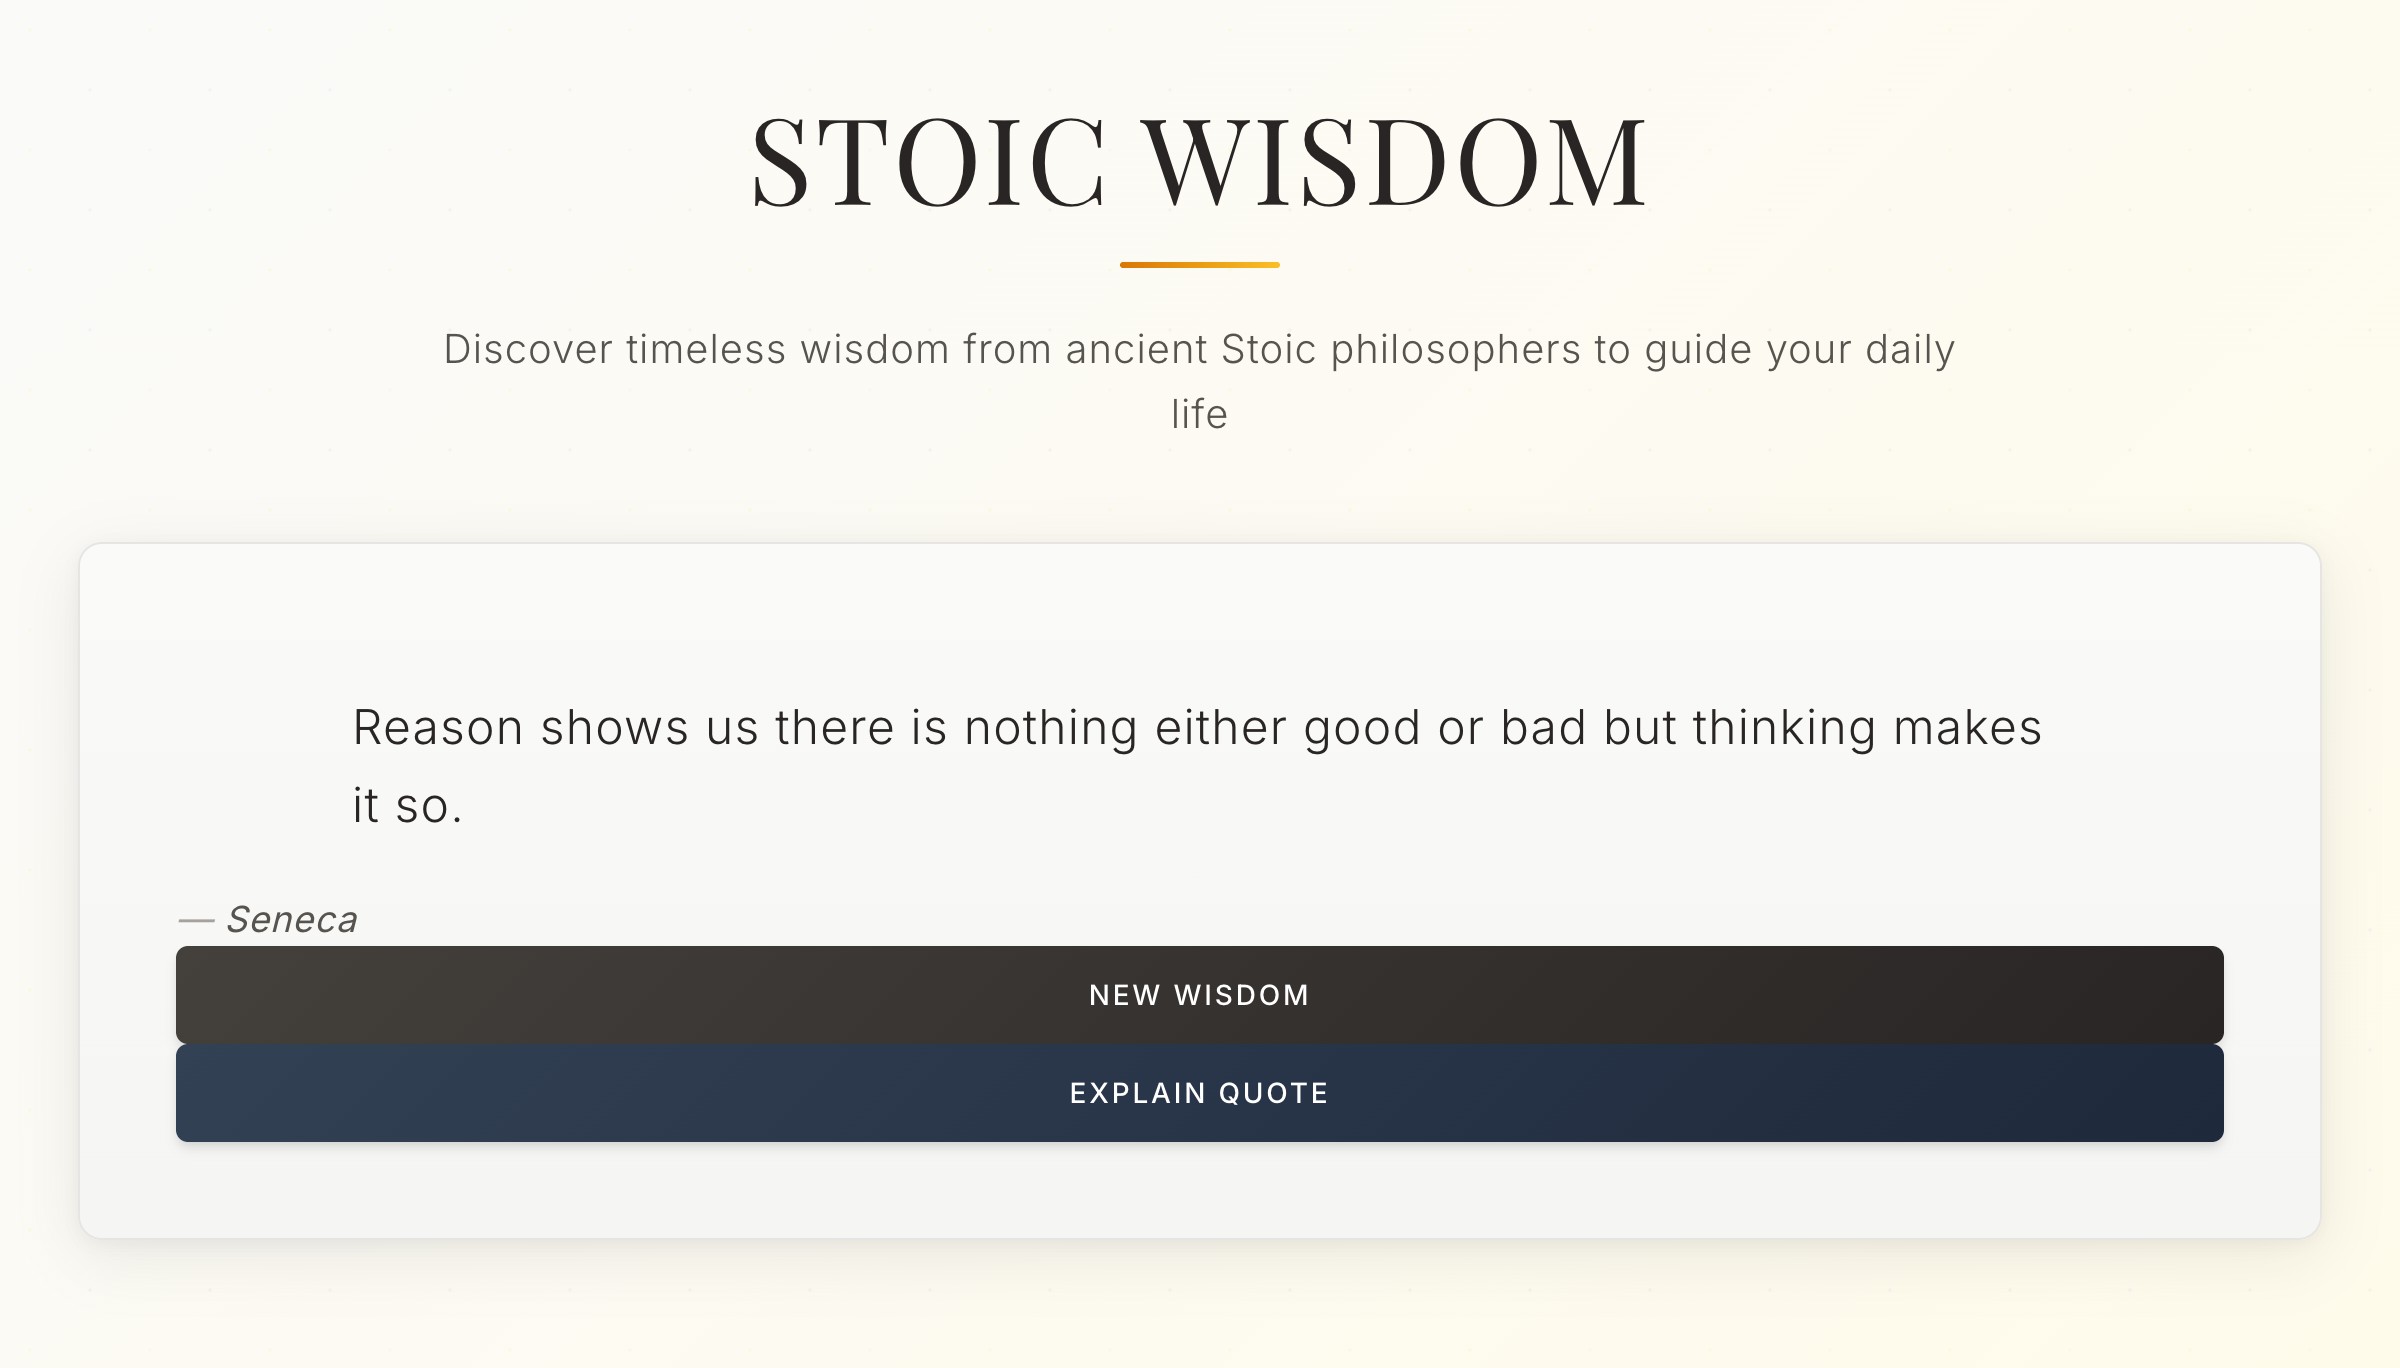 STOIC WISDOM
Discover timeless wisdom from ancient Stoic philosophers to guide your daily
life
Reason shows us there is nothing either good or bad but thinking makes
it so.
— Seneca
NEW WISDOM
EXPLAIN QUOTE